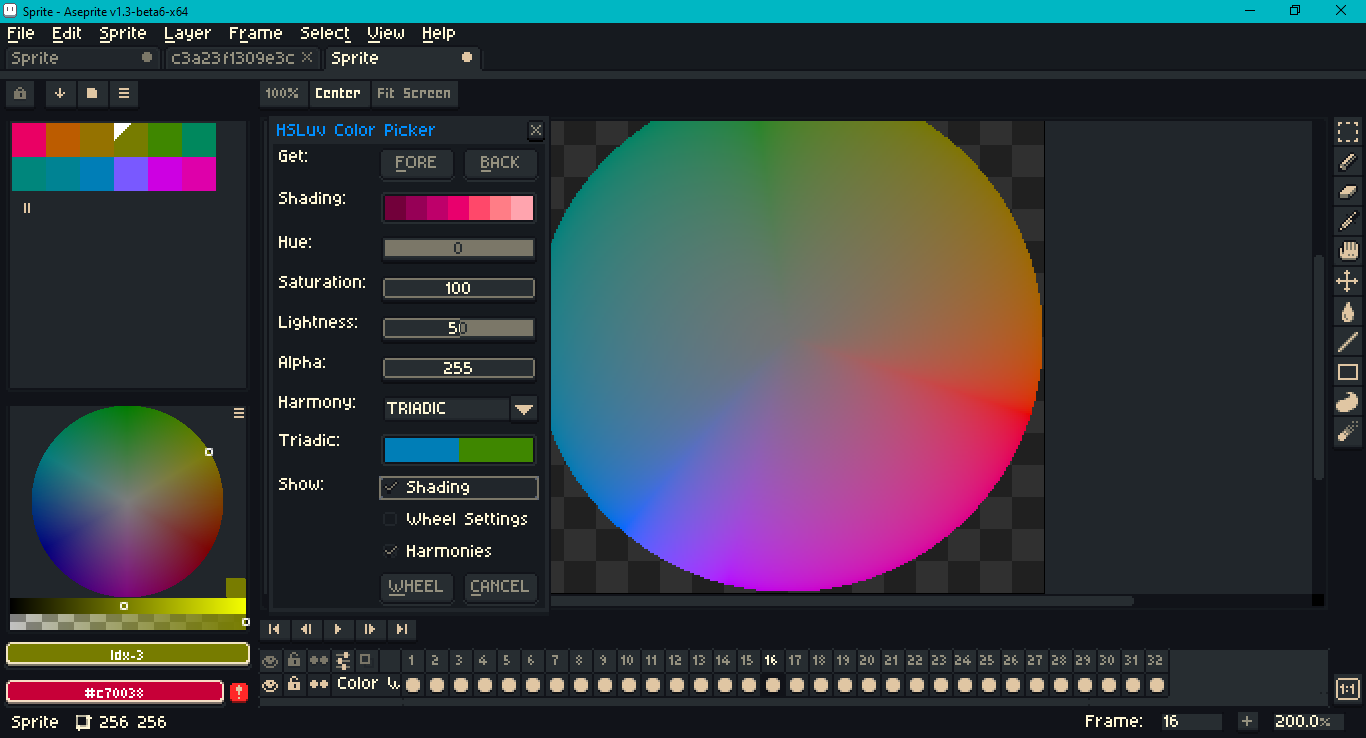 Sprite - Aseprite v1.3-beta6-x64
File Edit Sprite Layer Frame Select View Help
Sprite c3a23f1309e3c Sprite
100% Center Fit Screen
HSLuv Color Picker
Get: FORE BACK
Shading:
Hue: 0
Saturation: 100
Lightness: 50
Alpha: 255
Harmony: TRIADIC
Triadic:
Show: Shading
Wheel Settings
Harmonies
WHEEL CANCEL
Idx-3
1 2 3 4 5 6 7 8 9 10 11 12 13 14 15 16 17 18 19 20 21 22 23 24 25 26 27 28 29 30 31 32
Color W
#c70038
1:1
Sprite 256 256 Frame: 16 + 200.0%